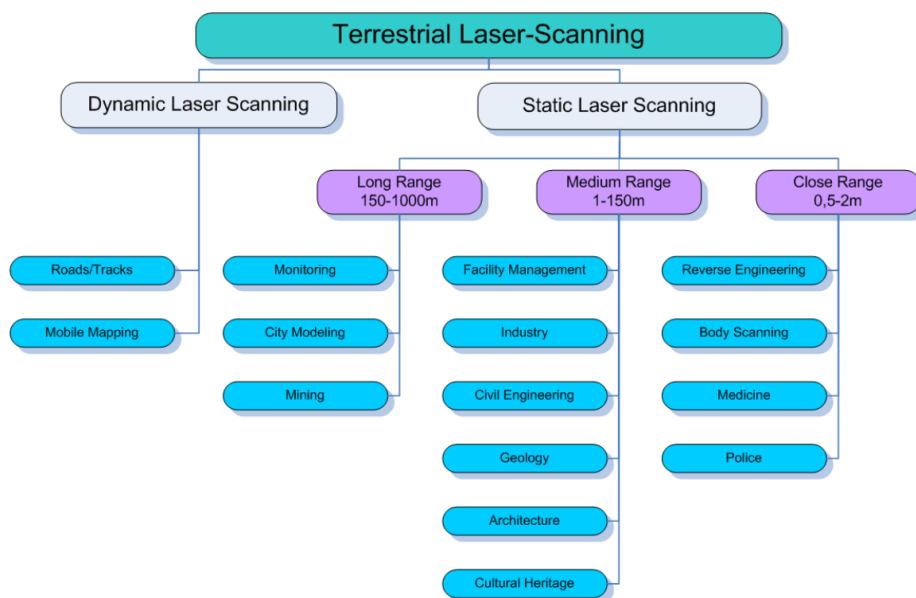 Terrestrial Laser-Scanning
Dynamic Laser Scanning
Static Laser Scanning
Long Range
150-1000m
Medium Range
1-150m
Close Range
0,5-2m
Roads/Tracks
Monitoring
Facility Management
Reverse Engineering
Mobile Mapping
City Modeling
Industry
Body Scanning
Mining
Civil Engineering
Medicine
Geology
Police
Architecture
Cultural Heritage